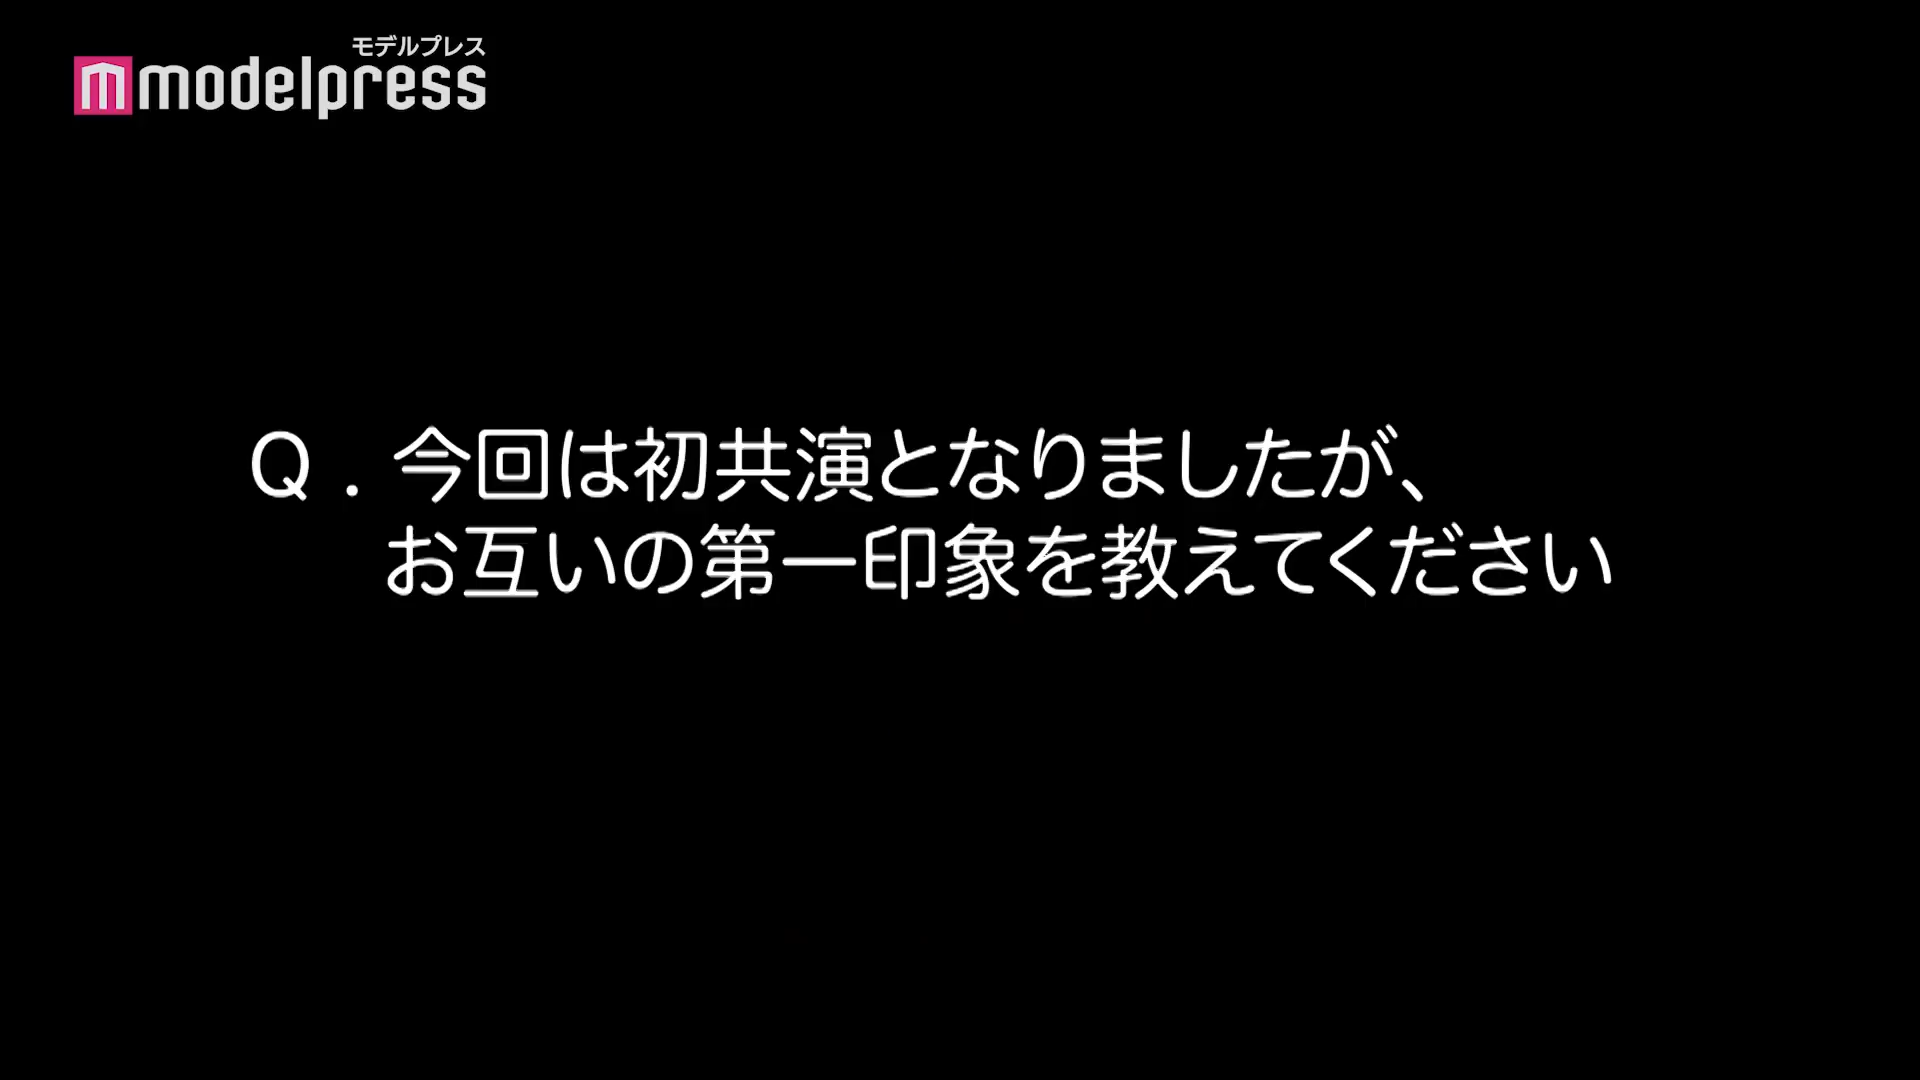 モデルプレス
modelpress
Q . 今回は初共演となりましたが、
お互いの第一印象を教えてください